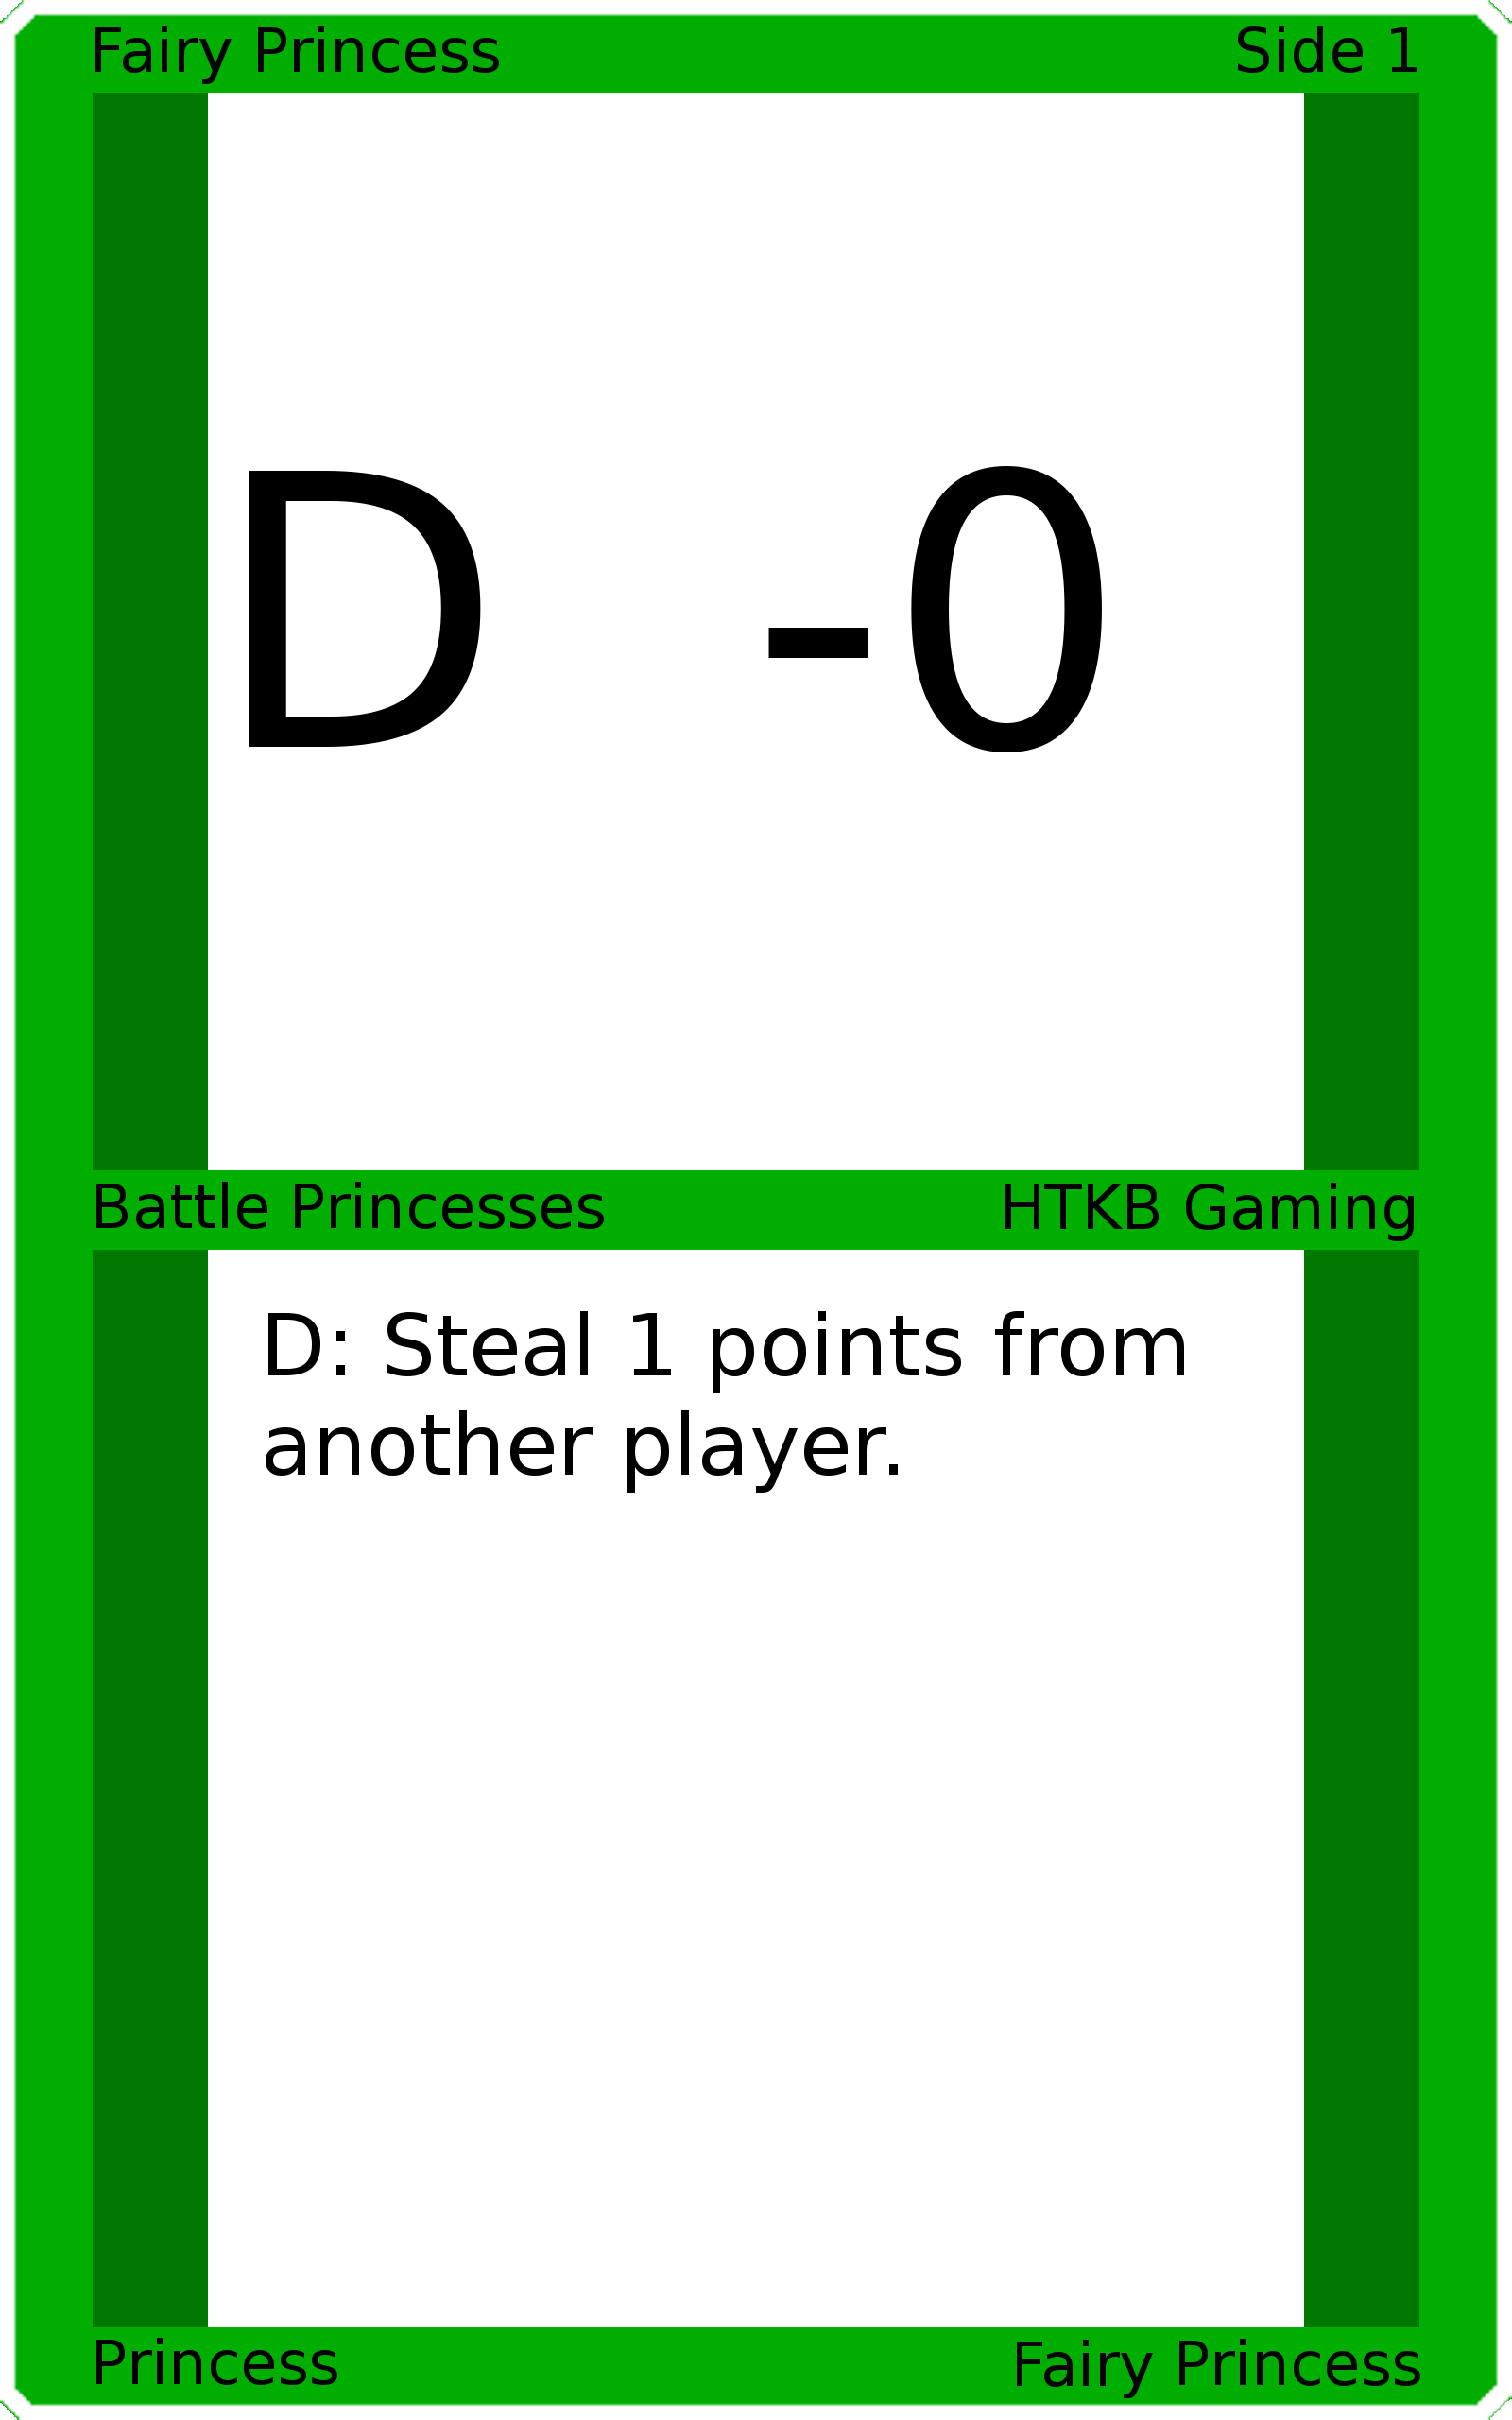 Fairy Princess Side 1
D -0
Battle Princesses HTKB Gaming
D: Steal 1 points from
another player.
Princess Fairy Princess